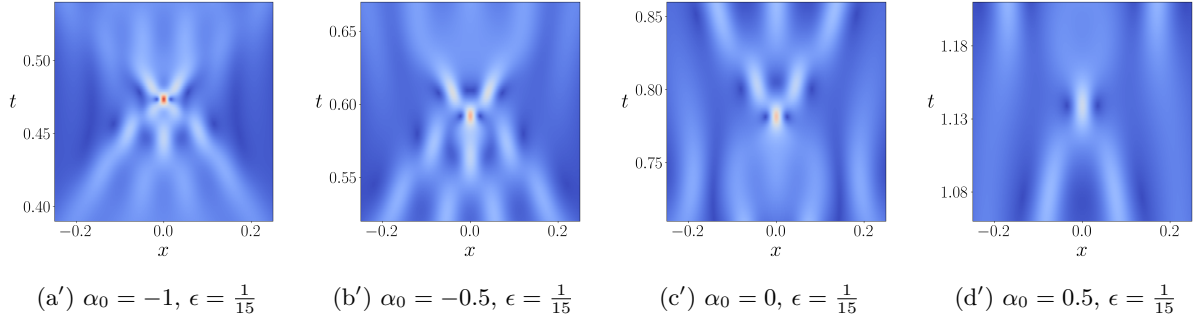 0.50
0.45
0.40
t
−0.2 0.0 0.2
x
0.65
0.60
0.55
t
−0.2 0.0 0.2
x
0.85
0.80
0.75
t
−0.2 0.0 0.2
x
1.18
1.13
1.08
t
−0.2 0.0 0.2
x
(a′) α₀ = −1, ϵ = 1/15
(b′) α₀ = −0.5, ϵ = 1/15
(c′) α₀ = 0, ϵ = 1/15
(d′) α₀ = 0.5, ϵ = 1/15